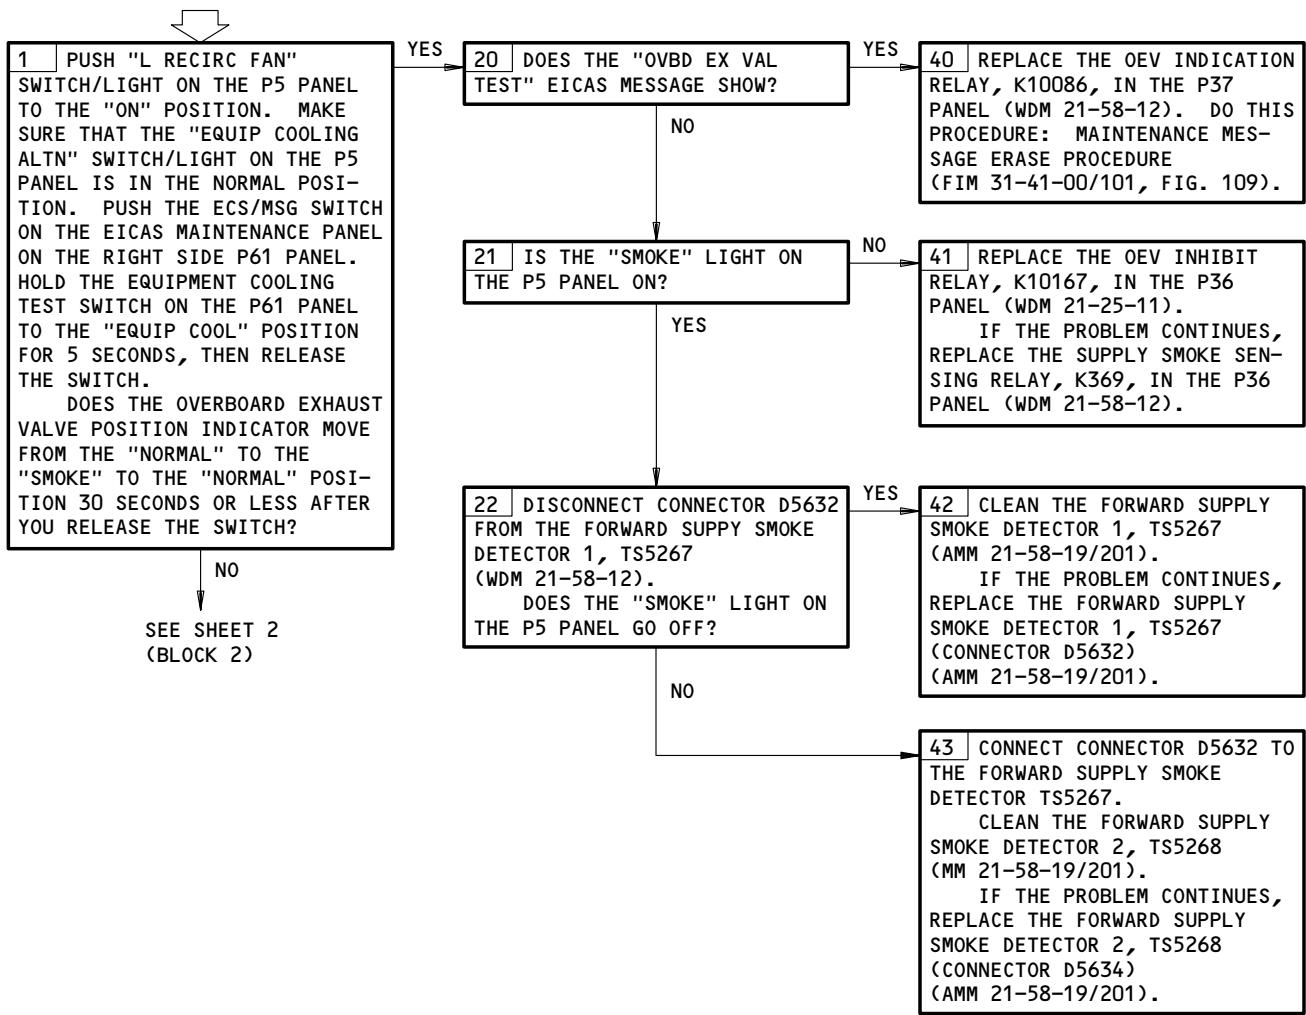 1 PUSH "L RECIRC FAN"
SWITCH/LIGHT ON THE P5 PANEL
TO THE "ON" POSITION. MAKE
SURE THAT THE "EQUIP COOLING
ALTN" SWITCH/LIGHT ON THE P5
PANEL IS IN THE NORMAL POSI-
TION. PUSH THE ECS/MSG SWITCH
ON THE EICAS MAINTENANCE PANEL
ON THE RIGHT SIDE P61 PANEL.
HOLD THE EQUIPMENT COOLING
TEST SWITCH ON THE P61 PANEL
TO THE "EQUIP COOL" POSITION
FOR 5 SECONDS, THEN RELEASE
THE SWITCH.
DOES THE OVERBOARD EXHAUST
VALVE POSITION INDICATOR MOVE
FROM THE "NORMAL" TO THE
"SMOKE" TO THE "NORMAL" POSI-
TION 30 SECONDS OR LESS AFTER
YOU RELEASE THE SWITCH?
NO
SEE SHEET 2
(BLOCK 2)
YES
20 DOES THE "OVBD EX VAL
TEST" EICAS MESSAGE SHOW?
NO
YES
40 REPLACE THE OEV INDICATION
RELAY, K10086, IN THE P37
PANEL (WDM 21-58-12). DO THIS
PROCEDURE: MAINTENANCE MES-
SAGE ERASE PROCEDURE
(FIM 31-41-00/101, FIG. 109).
21 IS THE "SMOKE" LIGHT ON
THE P5 PANEL ON?
YES
NO
41 REPLACE THE OEV INHIBIT
RELAY, K10167, IN THE P36
PANEL (WDM 21-25-11).
IF THE PROBLEM CONTINUES,
REPLACE THE SUPPLY SMOKE SEN-
SING RELAY, K369, IN THE P36
PANEL (WDM 21-58-12).
22 DISCONNECT CONNECTOR D5632
FROM THE FORWARD SUPPY SMOKE
DETECTOR 1, TS5267
(WDM 21-58-12).
DOES THE "SMOKE" LIGHT ON
THE P5 PANEL GO OFF?
NO
YES
42 CLEAN THE FORWARD SUPPLY
SMOKE DETECTOR 1, TS5267
(AMM 21-58-19/201).
IF THE PROBLEM CONTINUES,
REPLACE THE FORWARD SUPPLY
SMOKE DETECTOR 1, TS5267
(CONNECTOR D5632)
(AMM 21-58-19/201).
43 CONNECT CONNECTOR D5632 TO
THE FORWARD SUPPLY SMOKE
DETECTOR TS5267.
CLEAN THE FORWARD SUPPLY
SMOKE DETECTOR 2, TS5268
(MM 21-58-19/201).
IF THE PROBLEM CONTINUES,
REPLACE THE FORWARD SUPPLY
SMOKE DETECTOR 2, TS5268
(CONNECTOR D5634)
(AMM 21-58-19/201).